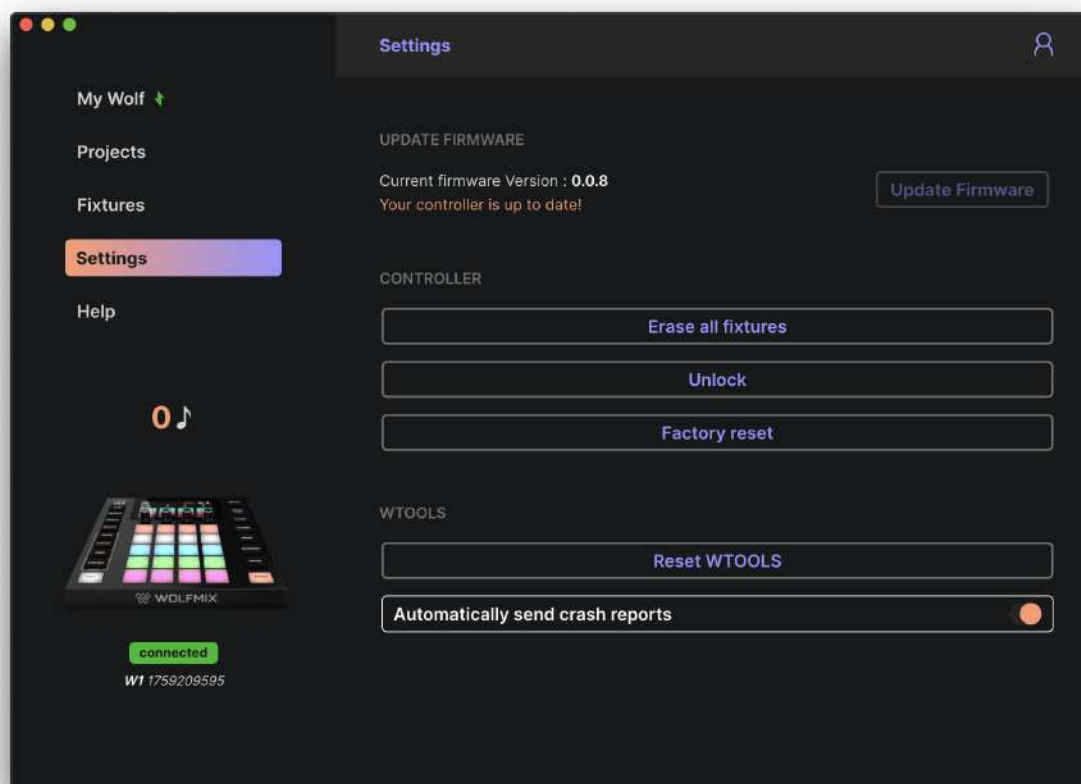 Settings
My Wolf
Projects
Fixtures
Settings
Help
0
WOLFMIX
connected
W1 1759209595
UPDATE FIRMWARE
Current firmware Version : 0.0.8
Your controller is up to date!
Update Firmware
CONTROLLER
Erase all fixtures
Unlock
Factory reset
WTOOLS
Reset WTOOLS
Automatically send crash reports